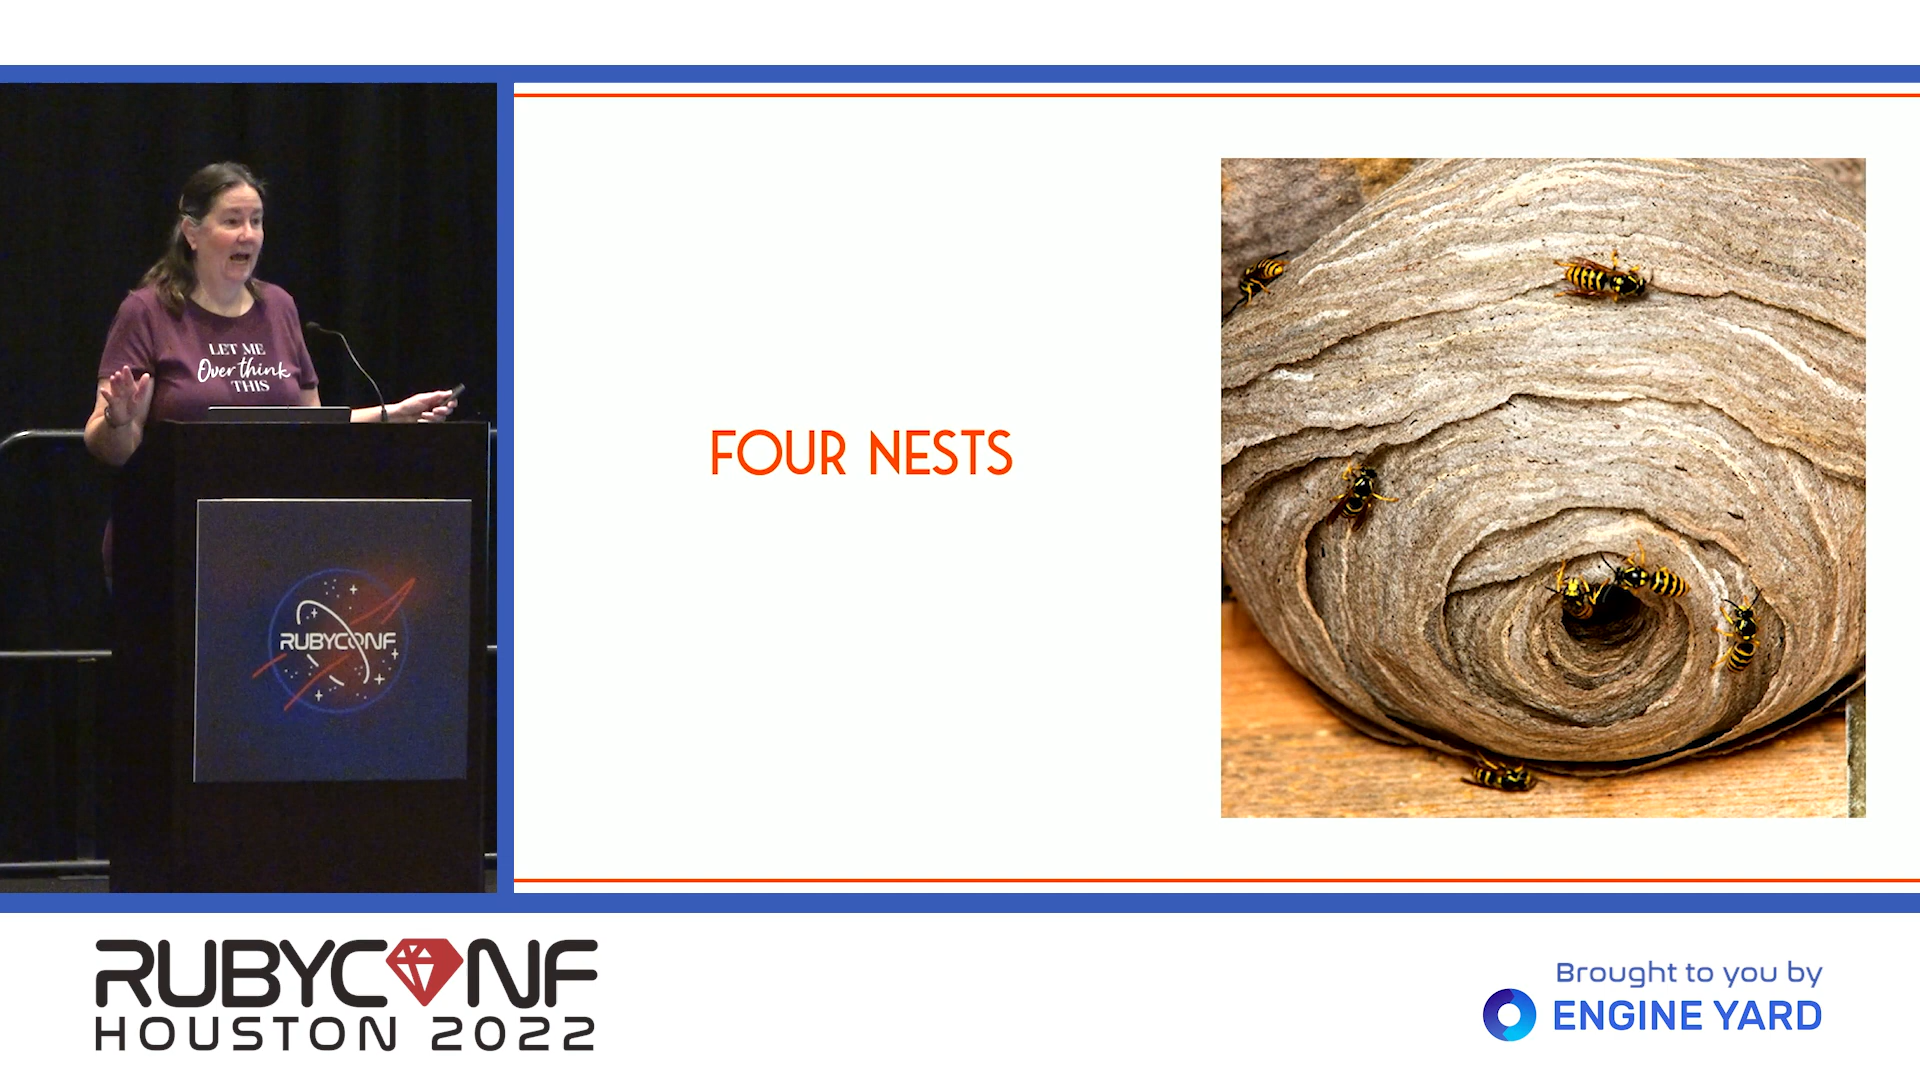 LET ME
Over think
THIS
RUBYCONF
FOUR NESTS
RUBYCONF
HOUSTON 2022
Brought to you by
ENGINE YARD